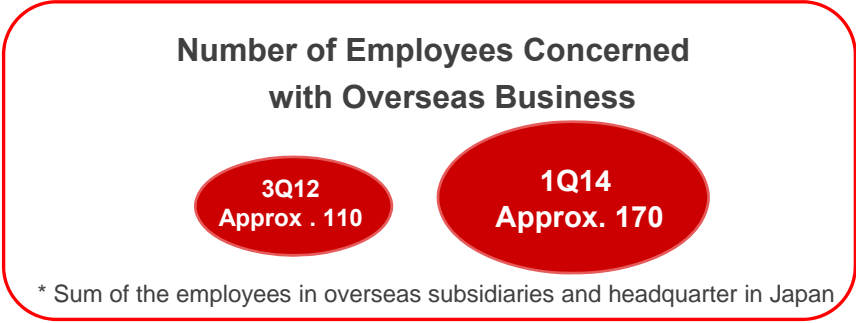 Number of Employees Concerned
with Overseas Business
3Q12
Approx . 110
1Q14
Approx. 170
* Sum of the employees in overseas subsidiaries and headquarter in Japan